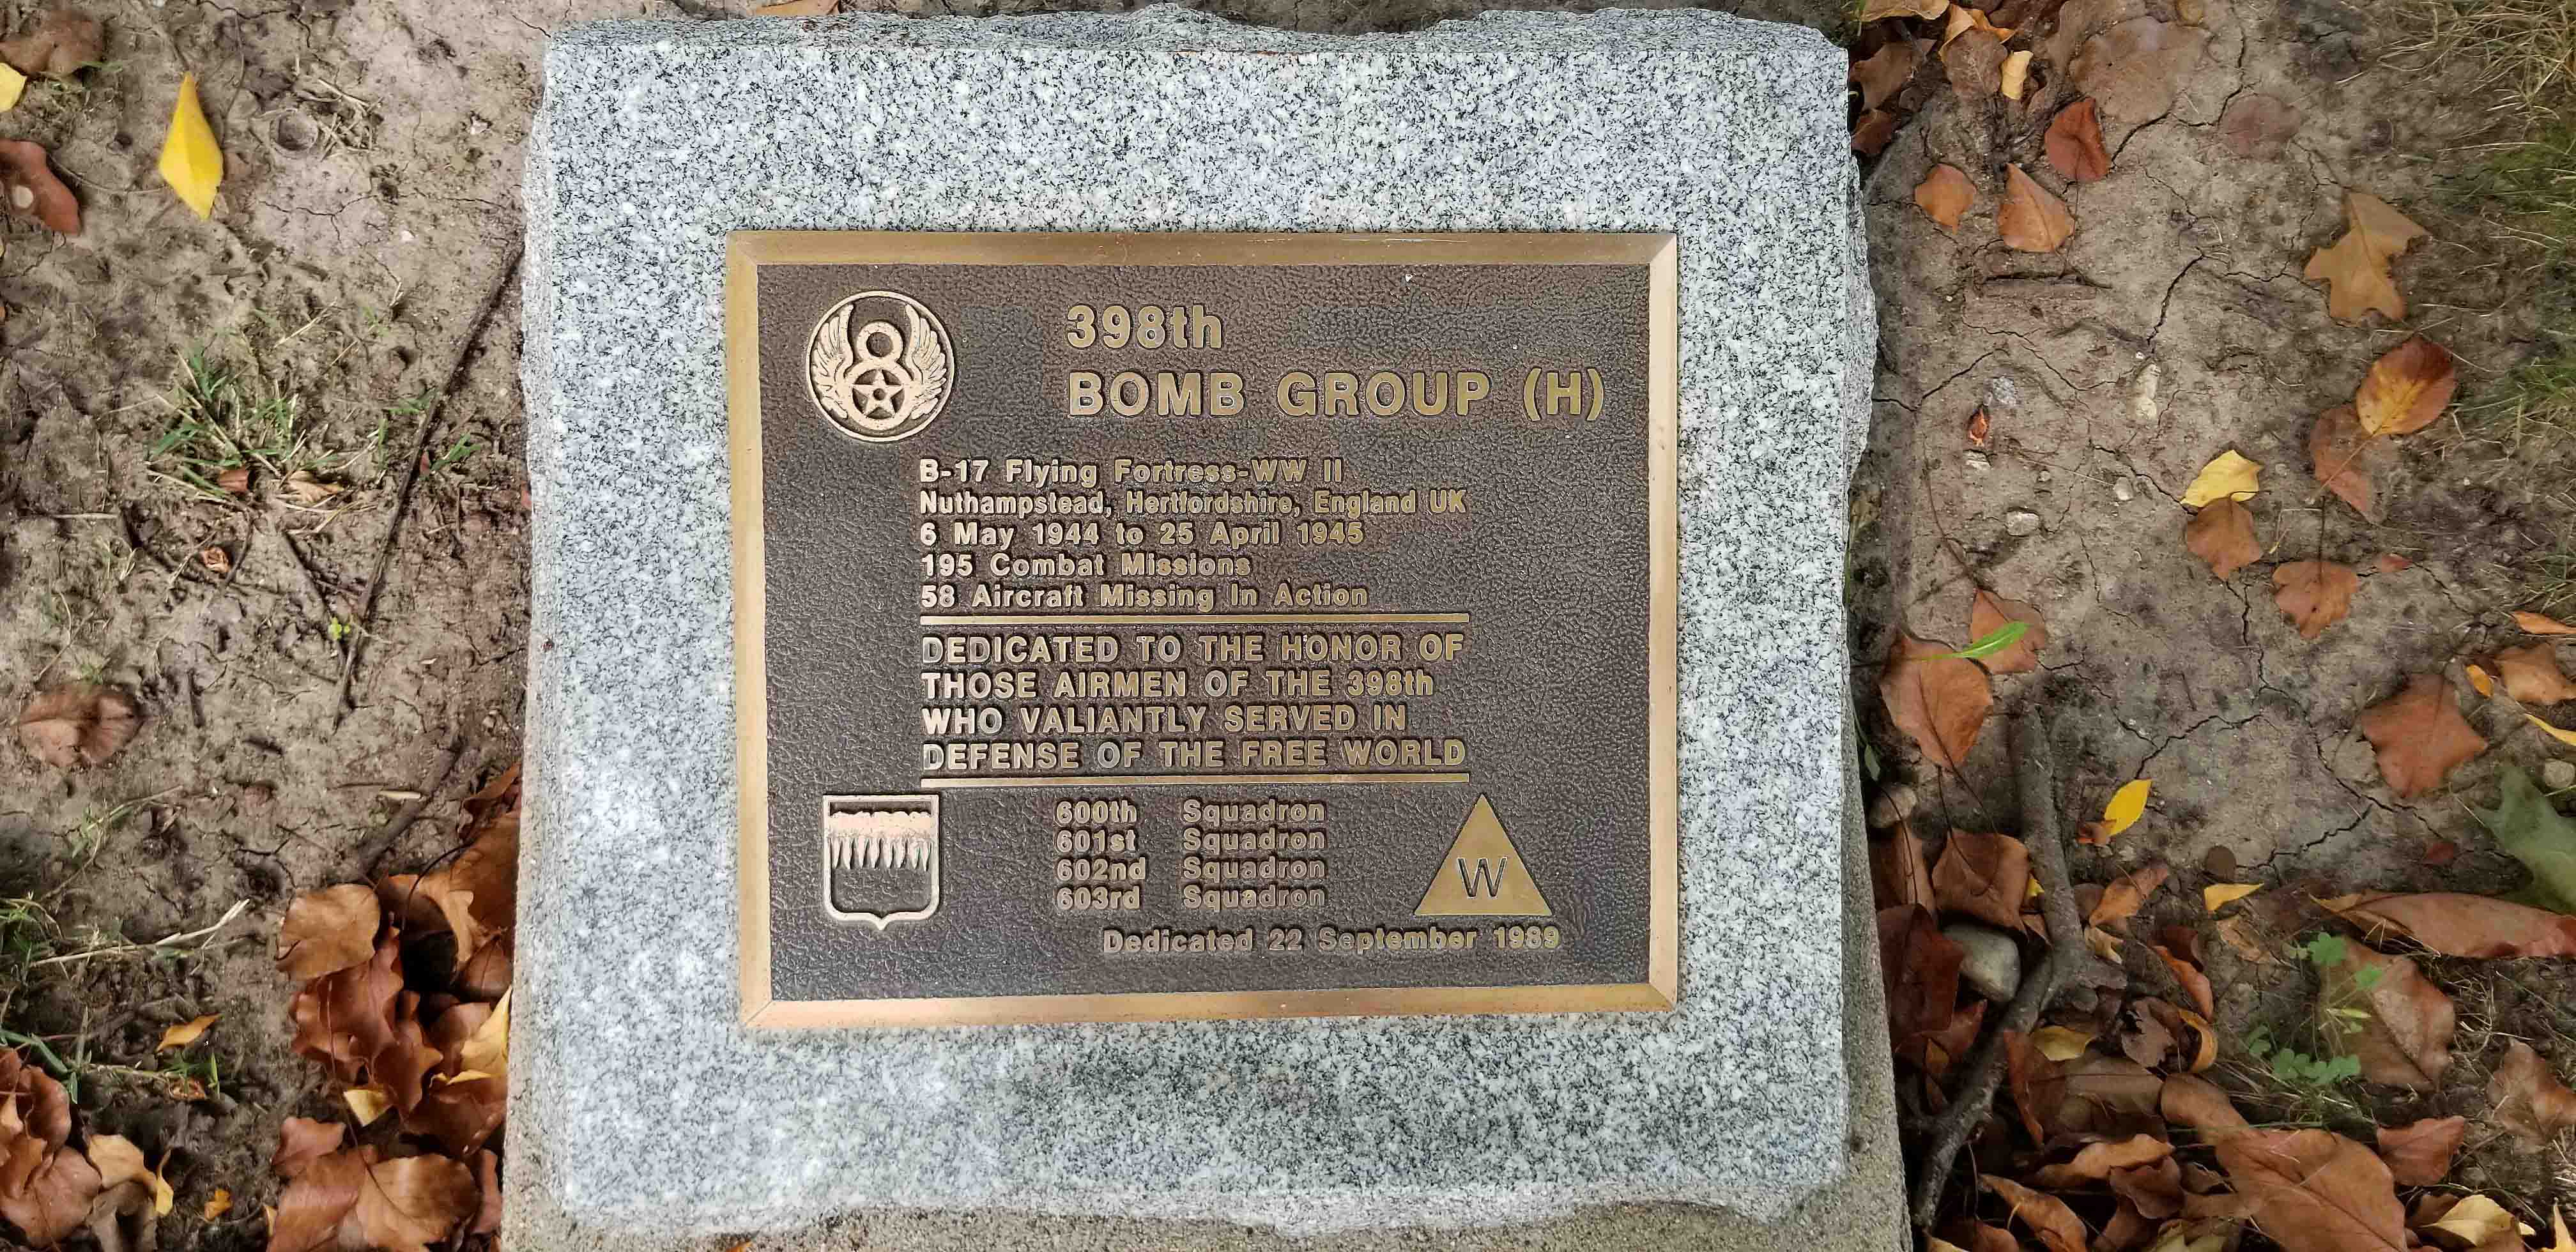 398th
BOMB GROUP (H)
B-17 Flying Fortress-WW II
Nuthampstead, Hertfordshire, England UK
6 May 1944 to 25 April 1945
195 Combat Missions
58 Aircraft Missing In Action
DEDICATED TO THE HONOR OF
THOSE AIRMEN OF THE 398th
WHO VALIANTLY SERVED IN
DEFENSE OF THE FREE WORLD
600th Squadron
601st Squadron
602nd Squadron
603rd Squadron
W
Dedicated 22 September 1989